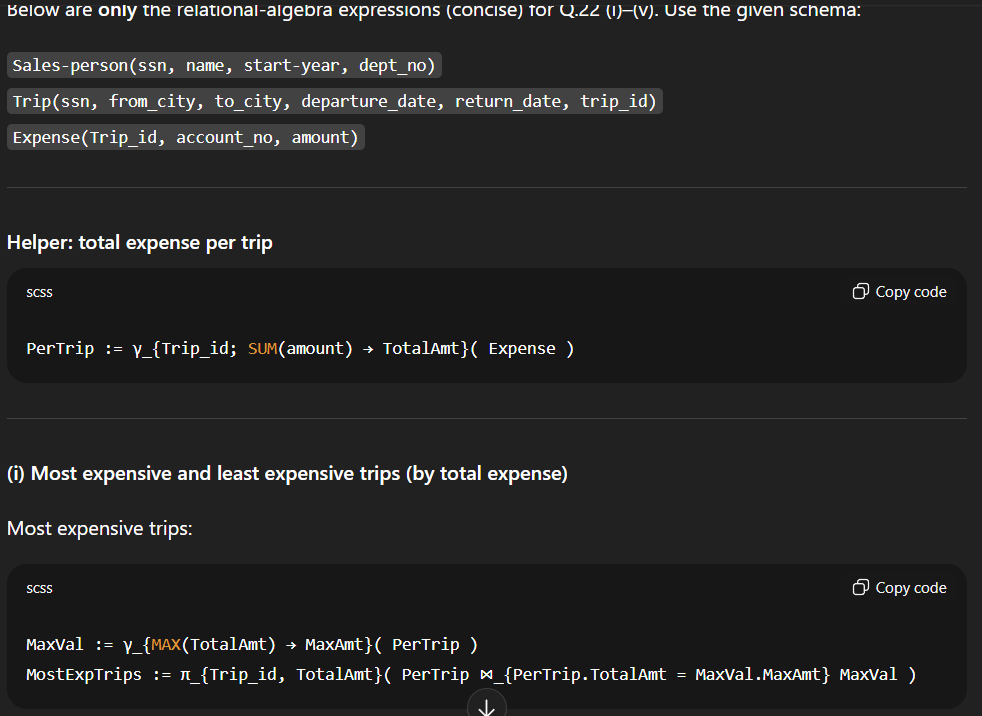 Below are only the relational-algebra expressions (concise) for Q.22 (i)–(v). Use the given schema:
Sales-person(ssn, name, start-year, dept_no)
Trip(ssn, from_city, to_city, departure_date, return_date, trip_id)
Expense(Trip_id, account_no, amount)
Helper: total expense per trip
scss
Copy code
PerTrip := γ_{Trip_id; SUM(amount) → TotalAmt}( Expense )
(i) Most expensive and least expensive trips (by total expense)
Most expensive trips:
scss
Copy code
MaxVal := γ_{MAX(TotalAmt) → MaxAmt}( PerTrip )
MostExpTrips := π_{Trip_id, TotalAmt}( PerTrip ⋈_{PerTrip.TotalAmt = MaxVal.MaxAmt} MaxVal )